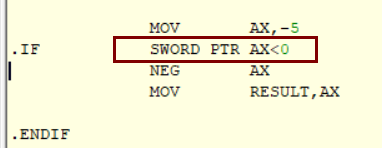 MOV AX,-5
.IF SWORD PTR AX<0
NEG AX
MOV RESULT,AX
.ENDIF